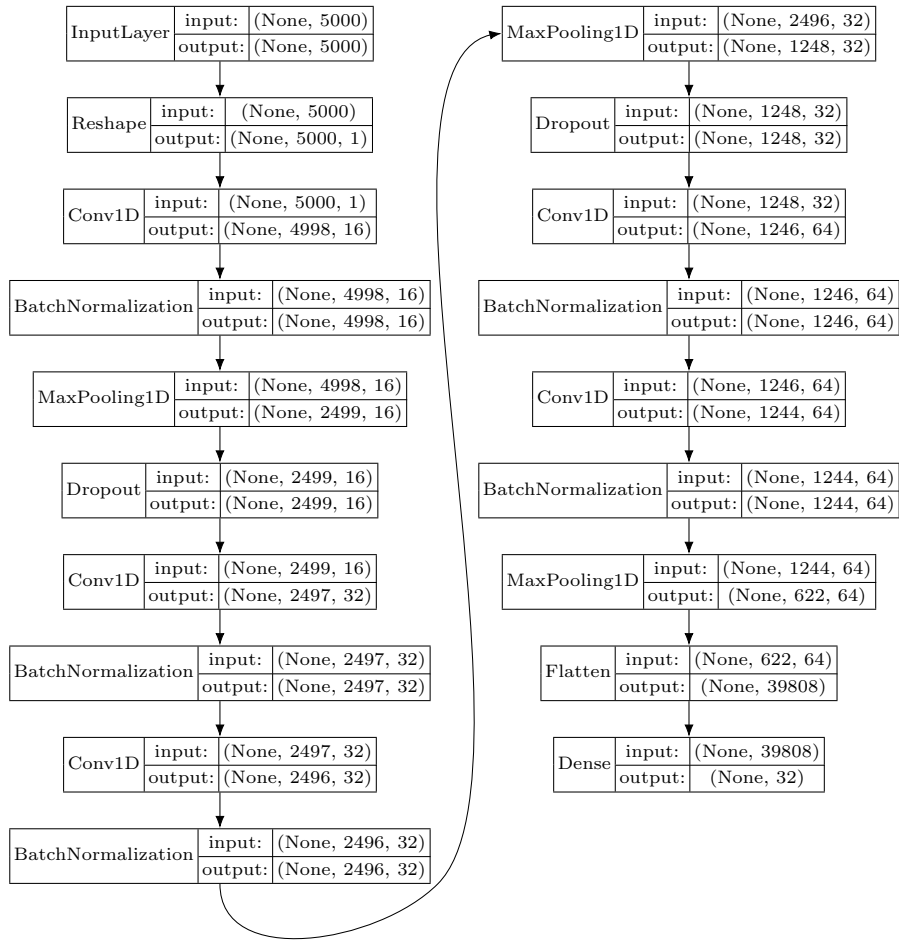 InputLayer input: (None, 5000)
output: (None, 5000)
Reshape input: (None, 5000)
output: (None, 5000, 1)
Conv1D input: (None, 5000, 1)
output: (None, 4998, 16)
BatchNormalization input: (None, 4998, 16)
output: (None, 4998, 16)
MaxPooling1D input: (None, 4998, 16)
output: (None, 2499, 16)
Dropout input: (None, 2499, 16)
output: (None, 2499, 16)
Conv1D input: (None, 2499, 16)
output: (None, 2497, 32)
BatchNormalization input: (None, 2497, 32)
output: (None, 2497, 32)
Conv1D input: (None, 2497, 32)
output: (None, 2496, 32)
BatchNormalization input: (None, 2496, 32)
output: (None, 2496, 32)
MaxPooling1D input: (None, 2496, 32)
output: (None, 1248, 32)
Dropout input: (None, 1248, 32)
output: (None, 1248, 32)
Conv1D input: (None, 1248, 32)
output: (None, 1246, 64)
BatchNormalization input: (None, 1246, 64)
output: (None, 1246, 64)
Conv1D input: (None, 1246, 64)
output: (None, 1244, 64)
BatchNormalization input: (None, 1244, 64)
output: (None, 1244, 64)
MaxPooling1D input: (None, 1244, 64)
output: (None, 622, 64)
Flatten input: (None, 622, 64)
output: (None, 39808)
Dense input: (None, 39808)
output: (None, 32)